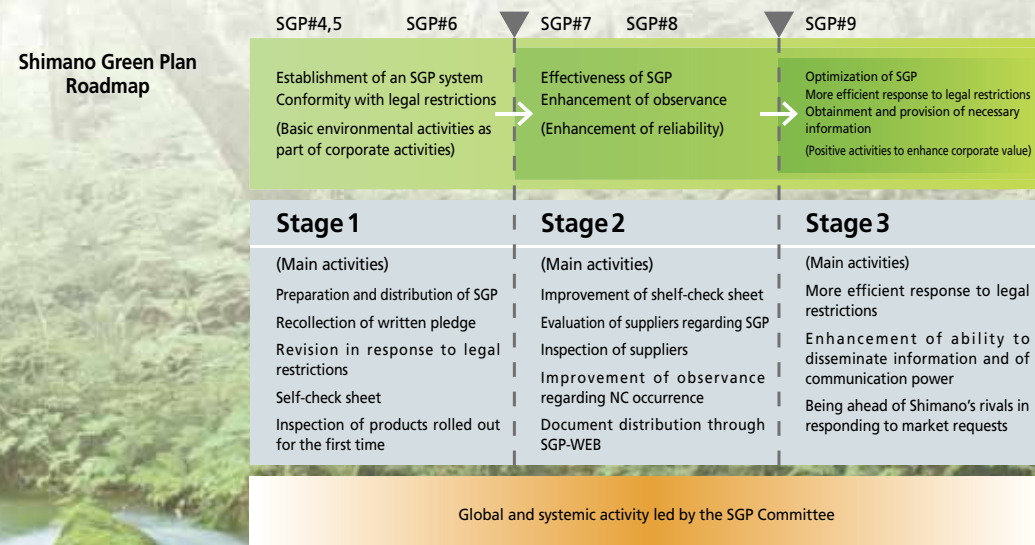 Shimano Green Plan
Roadmap
SGP#4,5
SGP#6
SGP#7
SGP#8
SGP#9
Establishment of an SGP system
Conformity with legal restrictions
(Basic environmental activities as
part of corporate activities)
Effectiveness of SGP
Enhancement of observance
(Enhancement of reliability)
Optimization of SGP
More efficient response to legal restrictions
Obtainment and provision of necessary
information
(Positive activities to enhance corporate value)
Stage 1
(Main activities)
Preparation and distribution of SGP
Recollection of written pledge
Revision in response to legal
restrictions
Self-check sheet
Inspection of products rolled out
for the first time
Stage 2
(Main activities)
Improvement of shelf-check sheet
Evaluation of suppliers regarding SGP
Inspection of suppliers
Improvement of observance
regarding NC occurrence
Document distribution through
SGP-WEB
Stage 3
(Main activities)
More efficient response to legal
restrictions
Enhancement of ability to
disseminate information and of
communication power
Being ahead of Shimano's rivals in
responding to market requests
Global and systemic activity led by the SGP Committee